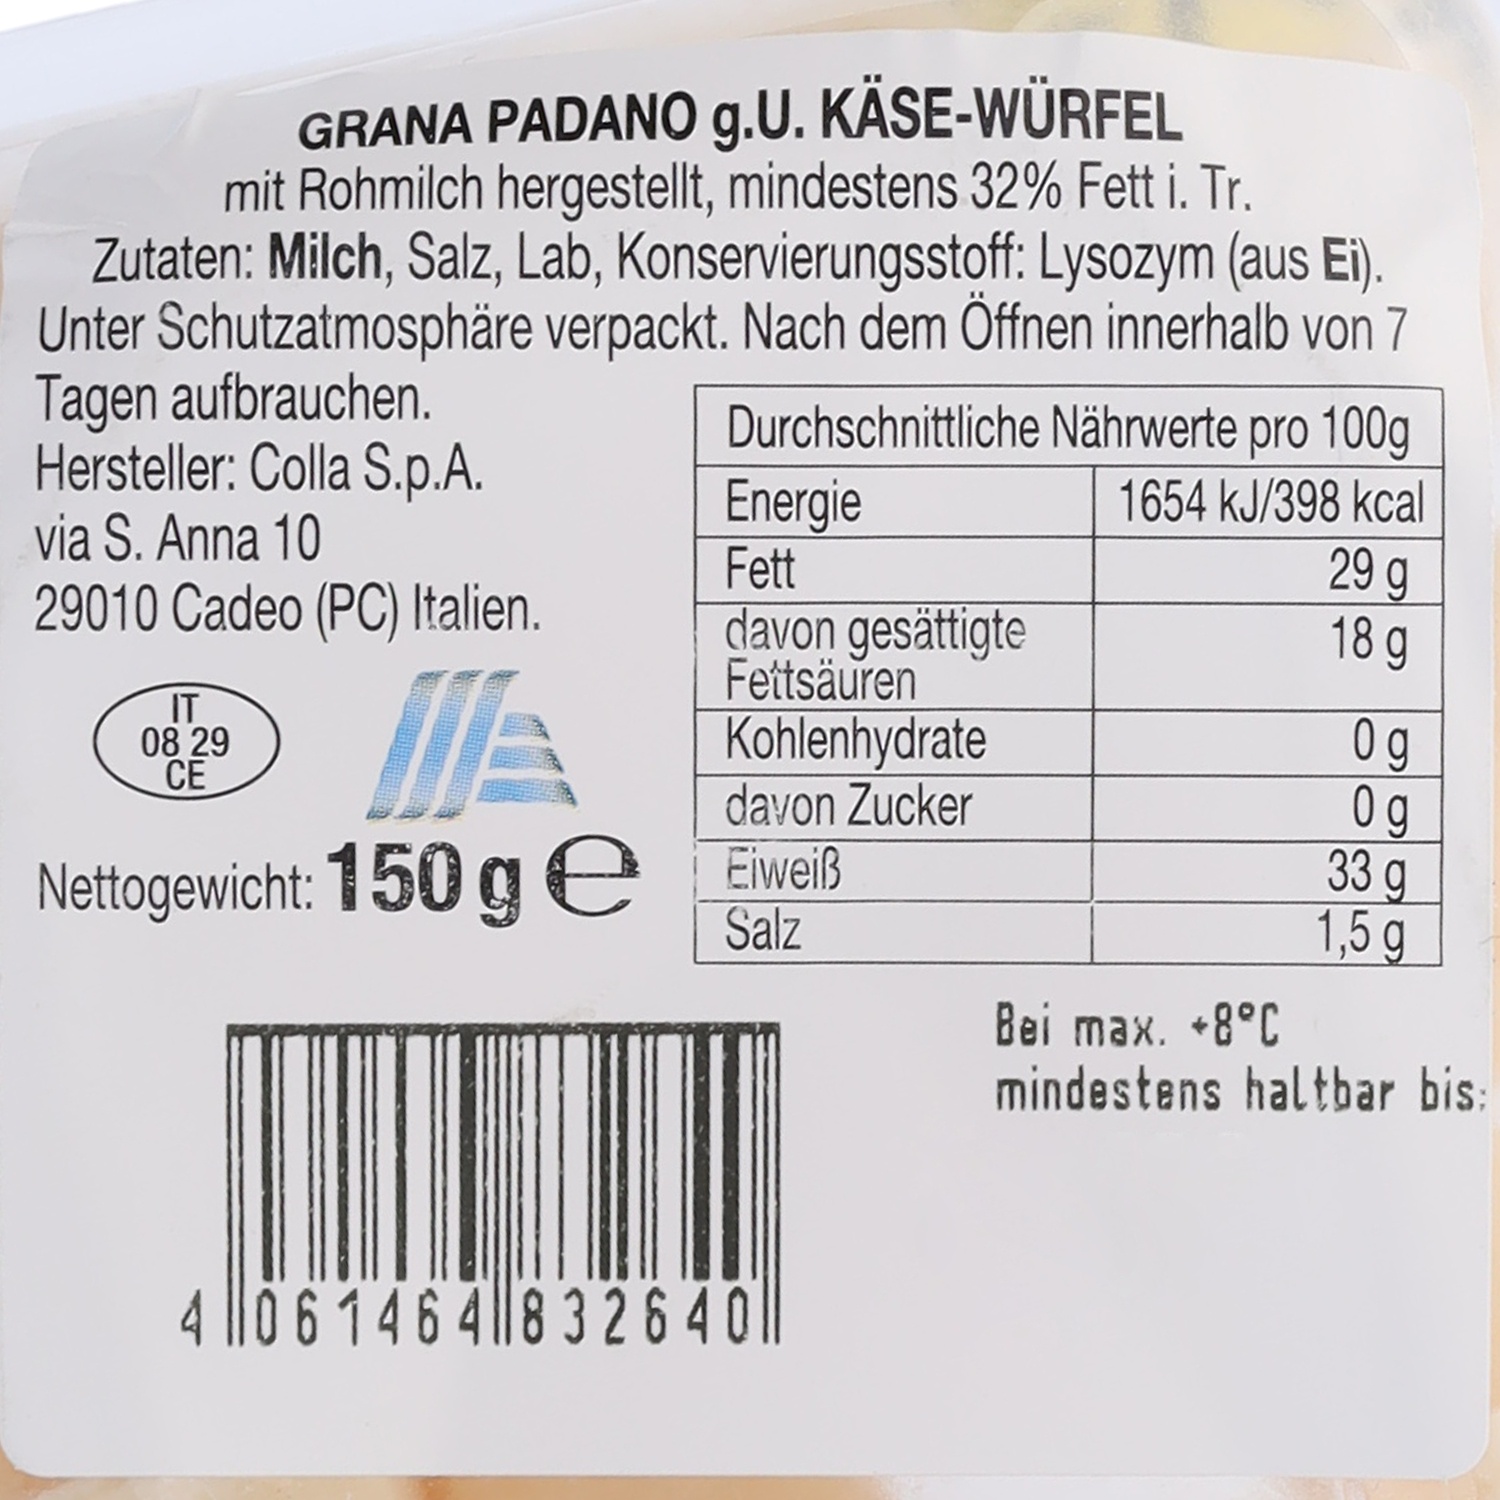 GRANA PADANO g.U. KÄSE-WÜRFEL
mit Rohmilch hergestellt, mindestens 32% Fett i. Tr.
Zutaten: Milch, Salz, Lab, Konservierungsstoff: Lysozym (aus Ei).
Unter Schutzatmosphäre verpackt. Nach dem Öffnen innerhalb von 7
Tagen aufbrauchen.
Hersteller: Colla S.p.A.
via S. Anna 10
29010 Cadeo (PC) Italien.
IT
08 29
CE
Nettogewicht: 150 g e
Durchschnittliche Nährwerte pro 100g
Energie 1654 kJ/398 kcal
Fett 29 g
davon gesättigte 18 g
Fettsäuren
Kohlenhydrate 0 g
davon Zucker 0 g
Eiweiß 33 g
Salz 1,5 g
Bei max. +8°C
mindestens haltbar bis:
4 061464 832640